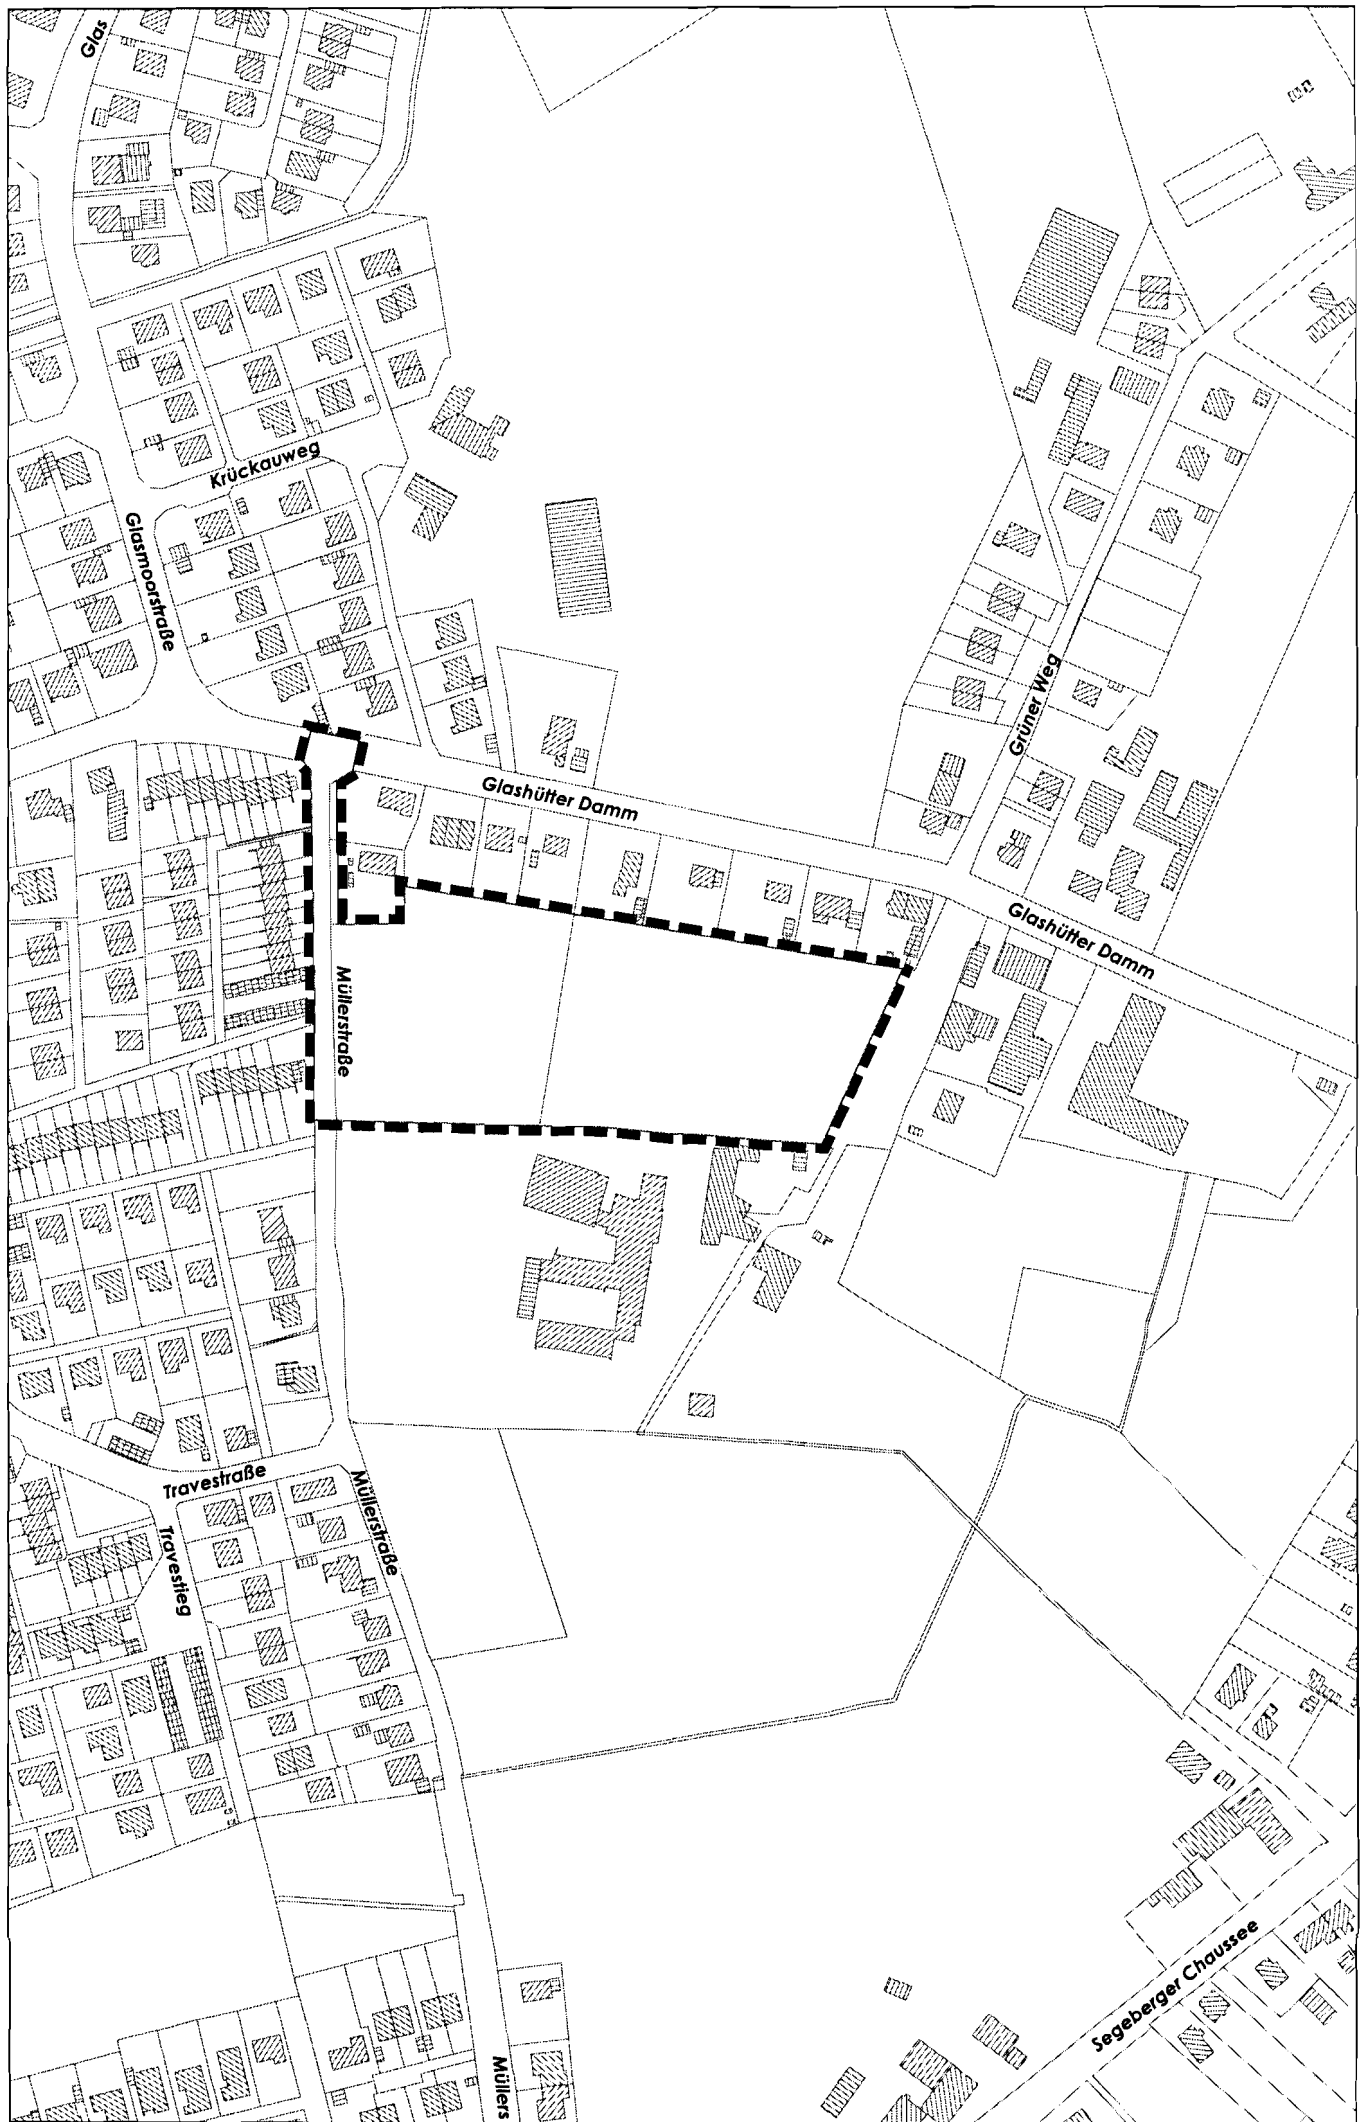 Glas
Krückauweg
Glasmoorstraße
Grüner Weg
Glashütter Damm
Glashütter Damm
Müllerstraße
Travestraße
Müllerstraße
Travestieg
Segeberger Chaussee
Müllers